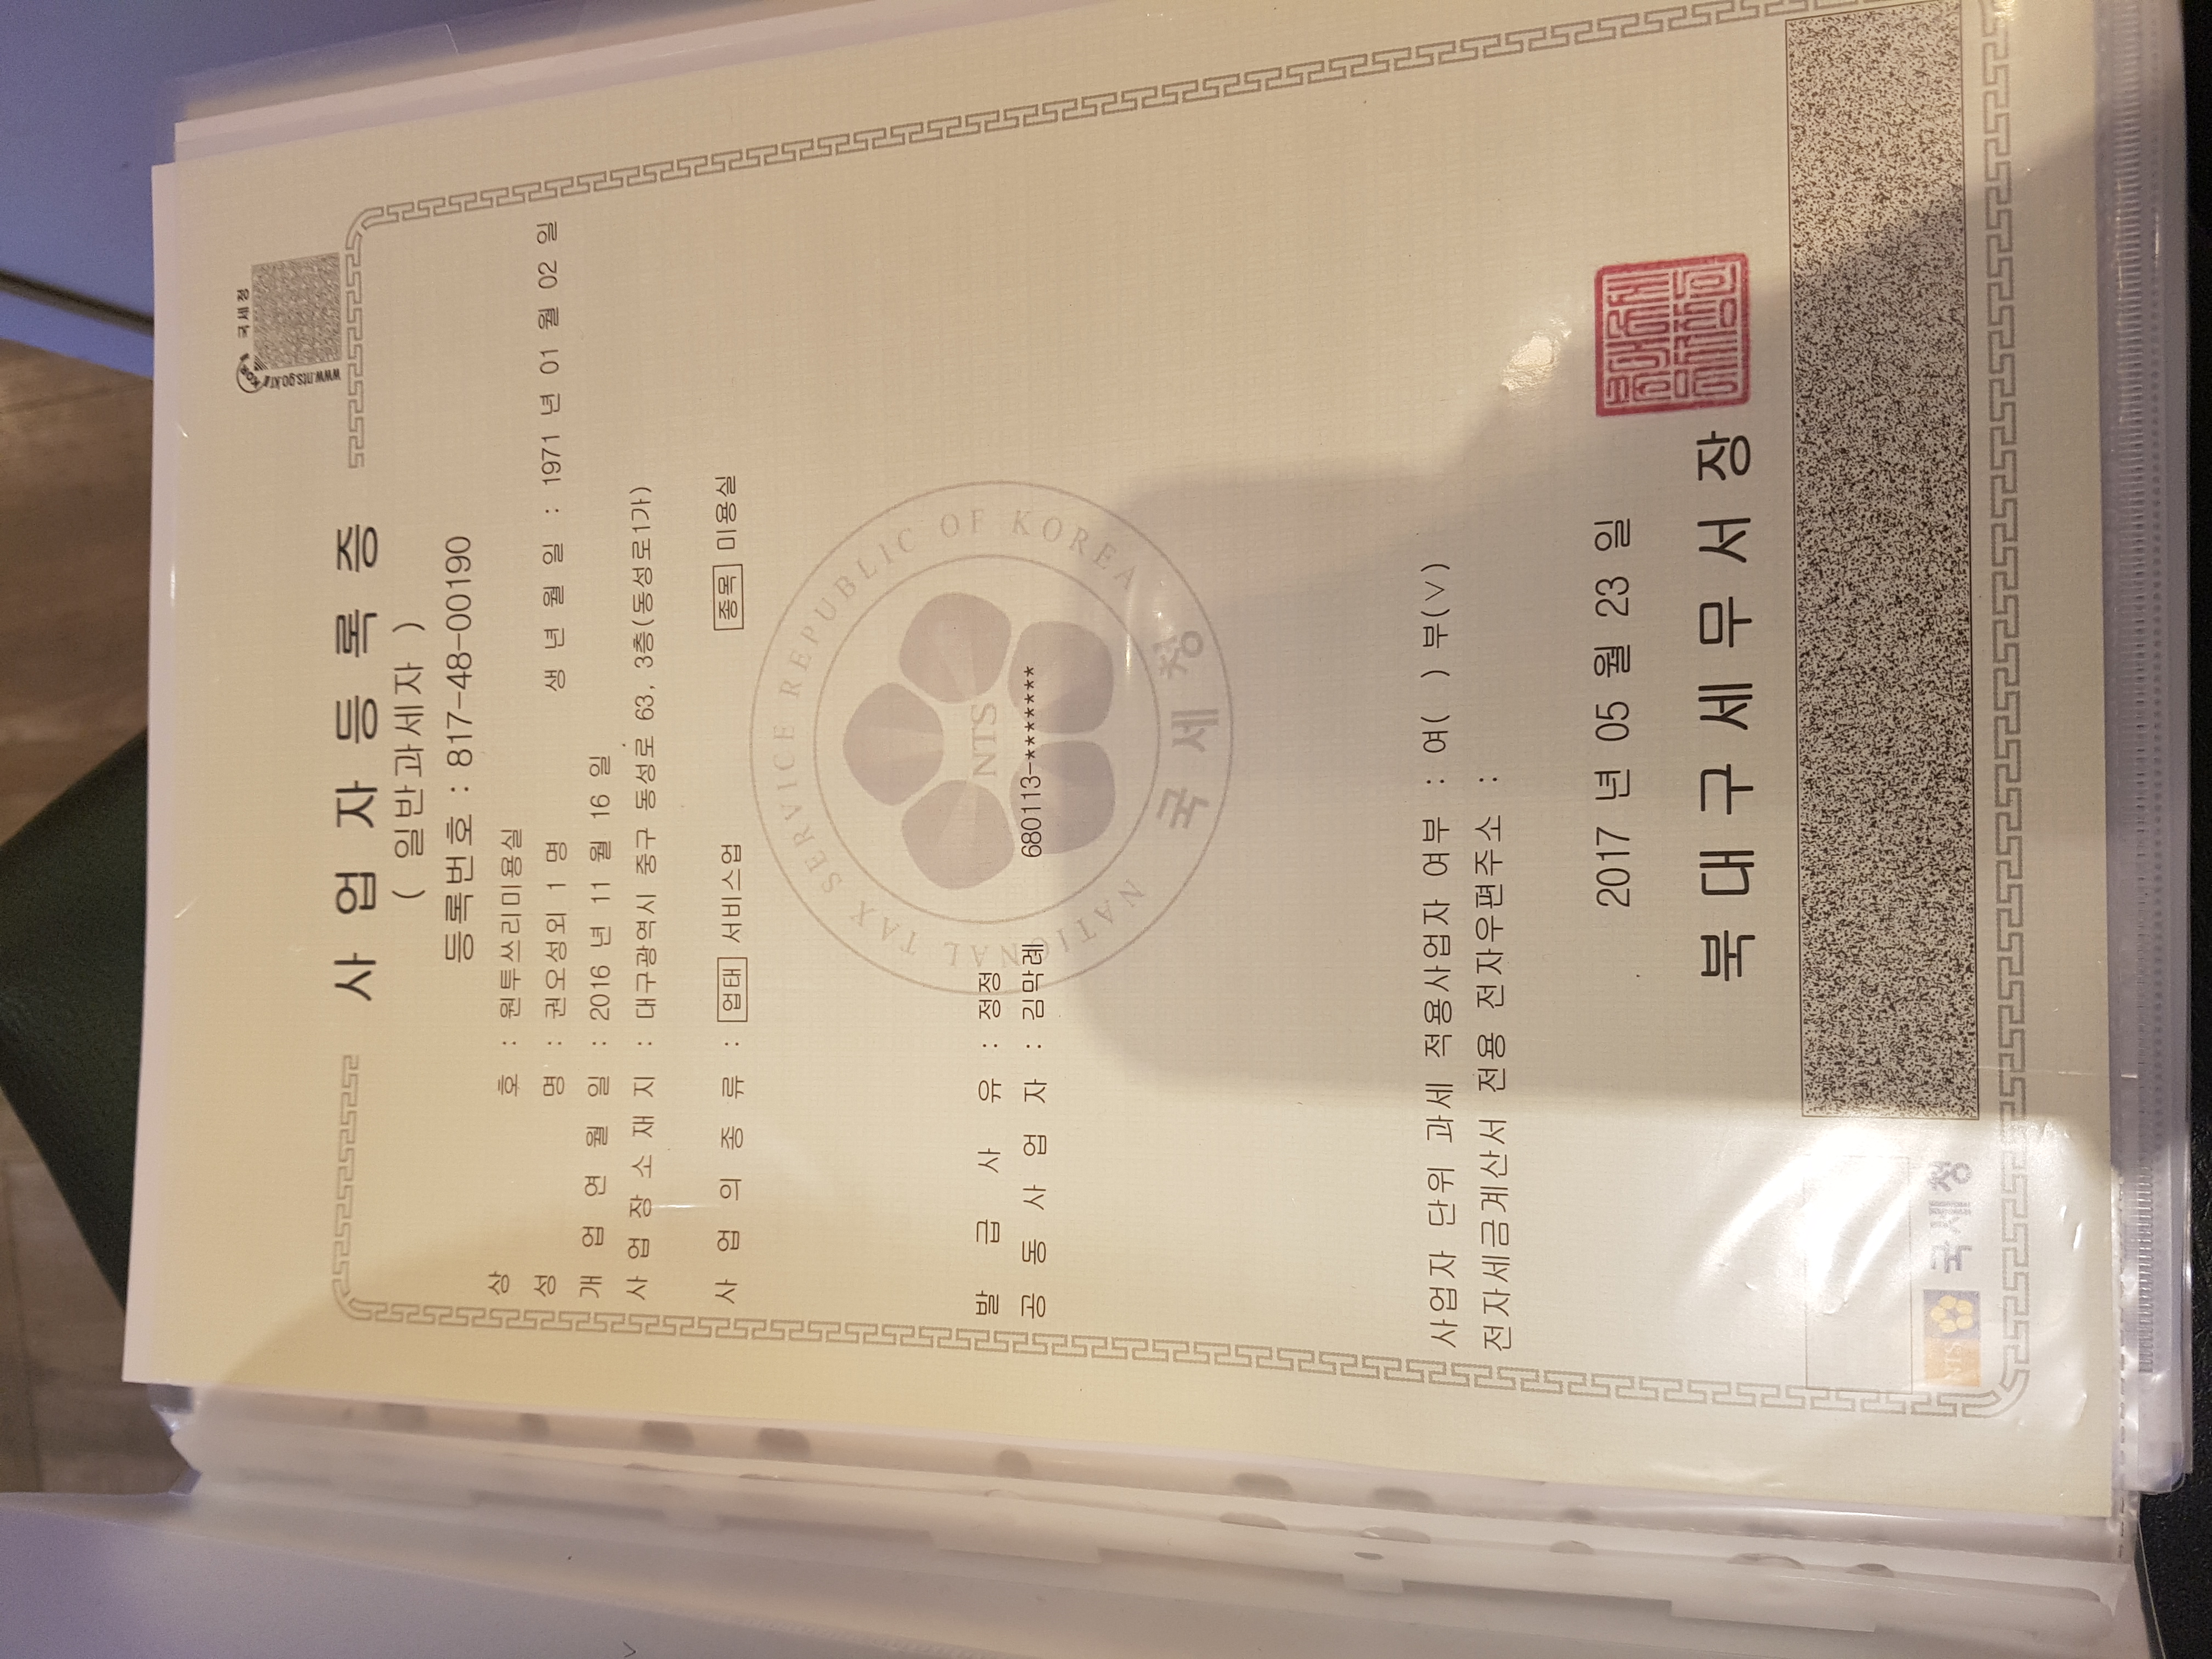 국세청
www.nts.go.kr
사업자등록증
( 일반과세자 )
등록번호 : 817-48-00190
상 호 : 원투쓰리미용실
성 명 : 권오성외 1 명 생 년 월 일 : 1971 년 01 월 02 일
개 업 연 월 일 : 2016 년 11 월 16 일
사 업 장 소 재 지 : 대구광역시 중구 동성로 63, 3층(동성로1가)
사 업 의 종 류 : 업태 서비스업 종목 미용실
NATIONAL TAX SERVICE REPUBLIC OF KOREA
NTS
국세청
발 급 사 유 : 정정
공 동 사 업 자 : 김막례 680113-*******
사업자 단위 과세 적용사업자 여부 : 여( ) 부(∨)
전자세금계산서 전용 전자우편주소 :
2017 년 05 월 23 일
북대구세무서장
NTS 국세청